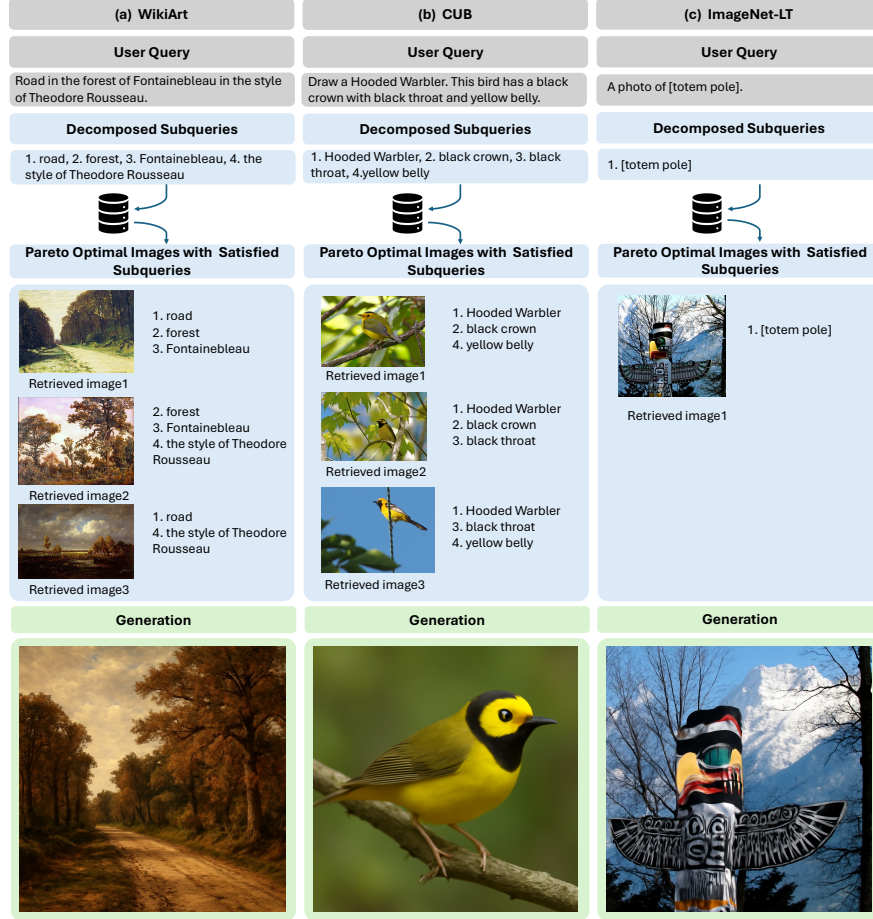 (a) WikiArt
User Query
Road in the forest of Fontainebleau in the style
of Theodore Rousseau.
Decomposed Subqueries
1. road, 2. forest, 3. Fontainebleau, 4. the
style of Theodore Rousseau
Pareto Optimal Images with Satisfied
Subqueries
1. road
2. forest
3. Fontainebleau
Retrieved image1
2. forest
3. Fontainebleau
4. the style of Theodore
Rousseau
Retrieved image2
1. road
4. the style of Theodore
Rousseau
Retrieved image3
Generation
(b) CUB
User Query
Draw a Hooded Warbler. This bird has a black
crown with black throat and yellow belly.
Decomposed Subqueries
1. Hooded Warbler, 2. black crown, 3. black
throat, 4.yellow belly
Pareto Optimal Images with Satisfied
Subqueries
1. Hooded Warbler
2. black crown
4. yellow belly
Retrieved image1
1. Hooded Warbler
2. black crown
3. black throat
Retrieved image2
1. Hooded Warbler
3. black throat
4. yellow belly
Retrieved image3
Generation
(c) ImageNet-LT
User Query
A photo of [totem pole].
Decomposed Subqueries
1. [totem pole]
Pareto Optimal Images with Satisfied
Subqueries
1. [totem pole]
Retrieved image1
Generation